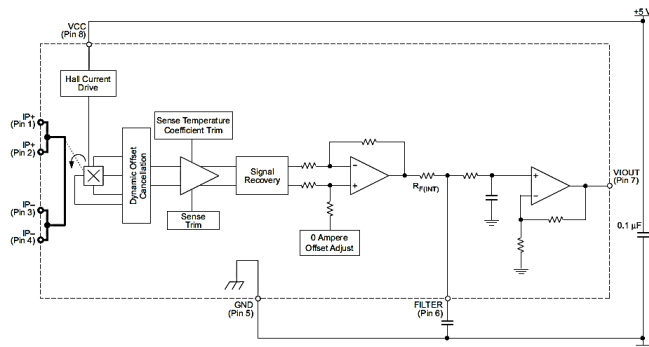 +5 V
VCC
(Pin 8)
Hall Current
Drive
IP+
(Pin 1)
IP+
(Pin 2)
IP−
(Pin 3)
IP−
(Pin 4)
Dynamic Offset
Cancellation
Sense Temperature
Coefficient Trim
Sense
Trim
Signal
Recovery
0 Ampere
Offset Adjust
RF(INT)
VIOUT
(Pin 7)
0.1 µF
GND
(Pin 5)
FILTER
(Pin 6)